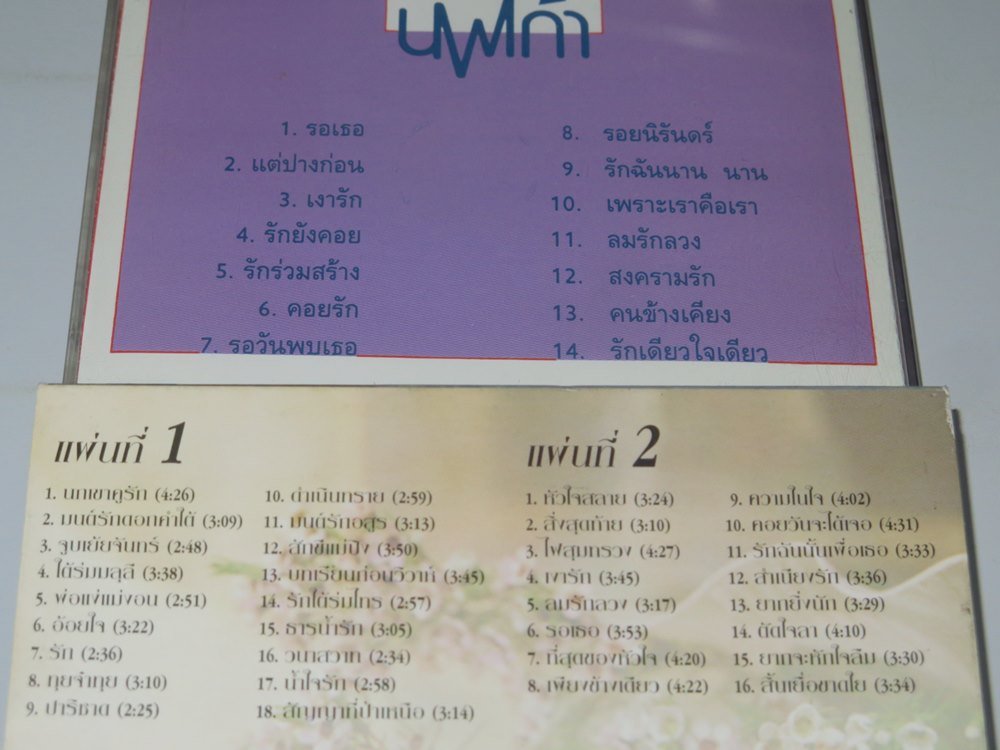 นูพเก้า
1. รอเธอ
2. แต่ปางก่อน
3. เงารัก
4. รักยังคอย
5. รักร่วมสร้าง
6. คอยรัก
7. รอวันพบเธอ
8. รอยนิรันดร์
9. รักฉันนาน นาน
10. เพราะเราคือเรา
11. ลมรักลวง
12. สงครามรัก
13. คนข้างเคียง
14. รักเดียวใจเดียว
แผ่นที่ 1
1. นกเขาคูรัก (4:26)
2. มนต์รักดอกคำใต้ (3:09)
3. จูบเย้ยจันทร์ (2:48)
4. ใต้ร่มมลุลี (3:38)
5. พ่อแง่แม่งอน (2:51)
6. อ้อยใจ (3:22)
7. รัก (2:36)
8. กุยจำกุย (3:10)
9. ปาริชาต (2:25)
10. ดำเนินทราย (2:59)
11. มนต์รักอสูร (3:13)
12. สักขีแม่ปิง (3:50)
13. บทเรียนก่อนวิวาห์ (3:45)
14. รักใต้ร่มไทร (2:57)
15. ธารน้ำรัก (3:05)
16. วนาสวาท (2:34)
17. น้ำใจรัก (2:58)
18. สัญญาที่ป่าเหนือ (3:14)
แผ่นที่ 2
1. หัวใจสลาย (3:24)
2. สิ่งสุดท้าย (3:10)
3. ไฟสุมทรวง (4:27)
4. เงารัก (3:45)
5. ลมรักลวง (3:17)
6. รอเธอ (3:53)
7. ที่สุดของหัวใจ (4:20)
8. เพียงข้างเดียว (4:22)
9. ความในใจ (4:02)
10. คอยวันจะได้เจอ (4:31)
11. รักฉันนั้นเพื่อเธอ (3:33)
12. สำเนียงรัก (3:36)
13. ยากยิ่งนัก (3:29)
14. ตัดใจลา (4:10)
15. ยากจะหักใจลืม (3:30)
16. สิ้นเยื่อขาดใย (3:34)